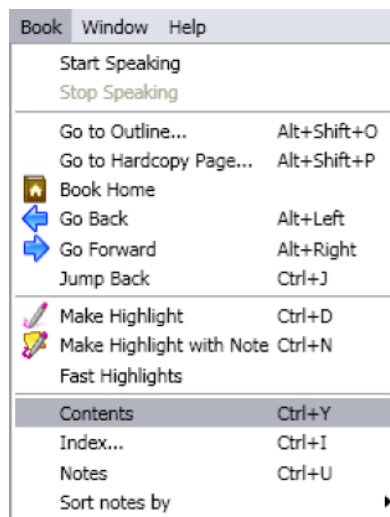 Book Window Help
Start Speaking
Stop Speaking
Go to Outline... Alt+Shift+O
Go to Hardcopy Page... Alt+Shift+P
Book Home
Go Back Alt+Left
Go Forward Alt+Right
Jump Back Ctrl+J
Make Highlight Ctrl+D
Make Highlight with Note Ctrl+N
Fast Highlights
Contents Ctrl+Y
Index... Ctrl+I
Notes Ctrl+U
Sort notes by